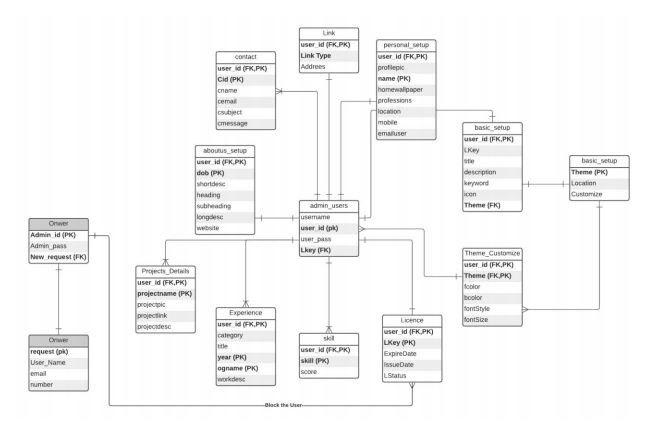 Link
user_id (FK,PK)
Link Type
Addrees
personal_setup
user_id (FK,PK)
profilepic
name (PK)
homewallpaper
professions
location
mobile
emailuser
contact
user_id (FK,PK)
Cid (PK)
cname
cemail
csubject
cmessage
basic_setup
user_id (FK,PK)
LKey
title
description
keyword
icon
Theme (FK)
basic_setup
Theme (PK)
Location
Customize
aboutus_setup
user_id (FK,PK)
dob (PK)
shortdesc
heading
subheading
longdesc
website
admin_users
username
user_id (pk)
user_pass
Lkey (FK)
Onwer
Admin_id (PK)
Admin_pass
New_request (FK)
Projects_Details
user_id (FK,PK)
projectname (PK)
projectpic
projectlink
projectdesc
Theme_Customize
user_id (FK,PK)
Theme (FK,PK)
fcolor
bcolor
fontStyle
fontSize
Experience
user_id (FK,PK)
category
title
year (PK)
ogname (PK)
workdesc
skill
user_id (FK,PK)
skill (PK)
score
Licence
user_id (FK,PK)
LKey (PK)
ExpireDate
IssueDate
LStatus
Onwer
request (pk)
User_Name
email
number
Block the User